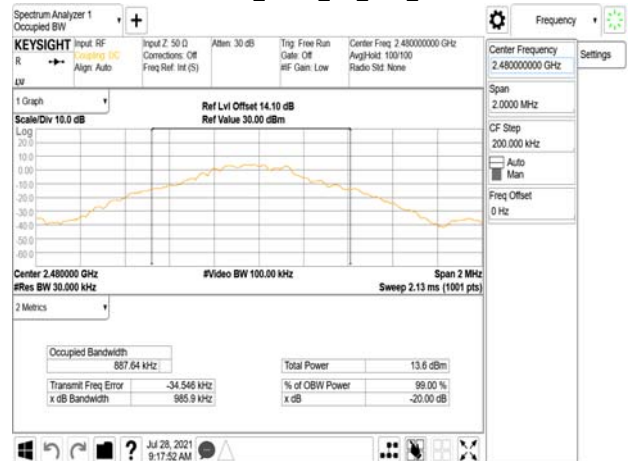 Spectrum Analyzer 1
Occupied BW
Frequency
KEYSIGHT Input: RF Input Z: 50 Ω Atten: 30 dB Trig: Free Run Center Freq: 2.480000000 GHz
R Coupling: DC Corrections: Off Gate: Off Avg|Hold: 100/100
Align: Auto Freq Ref: Int (S) #IF Gain: Low Radio Std: None
LU
Center Frequency
2.480000000 GHz
Settings
Span
2.0000 MHz
CF Step
200.000 kHz
Auto
Man
Freq Offset
0 Hz
1 Graph
Ref Lvl Offset 14.10 dB
Scale/Div 10.0 dB Ref Value 30.00 dBm
Log
20.0
10.0
0.00
-10.0
-20.0
-30.0
-40.0
-50.0
-60.0
Center 2.480000 GHz #Video BW 100.00 kHz Span 2 MHz
#Res BW 30.000 kHz Sweep 2.13 ms (1001 pts)
2 Metrics
Occupied Bandwidth
887.64 kHz Total Power 13.6 dBm
Transmit Freq Error -34.546 kHz % of OBW Power 99.00 %
x dB Bandwidth 985.9 kHz x dB -20.00 dB
Jul 28, 2021
9:17:52 AM